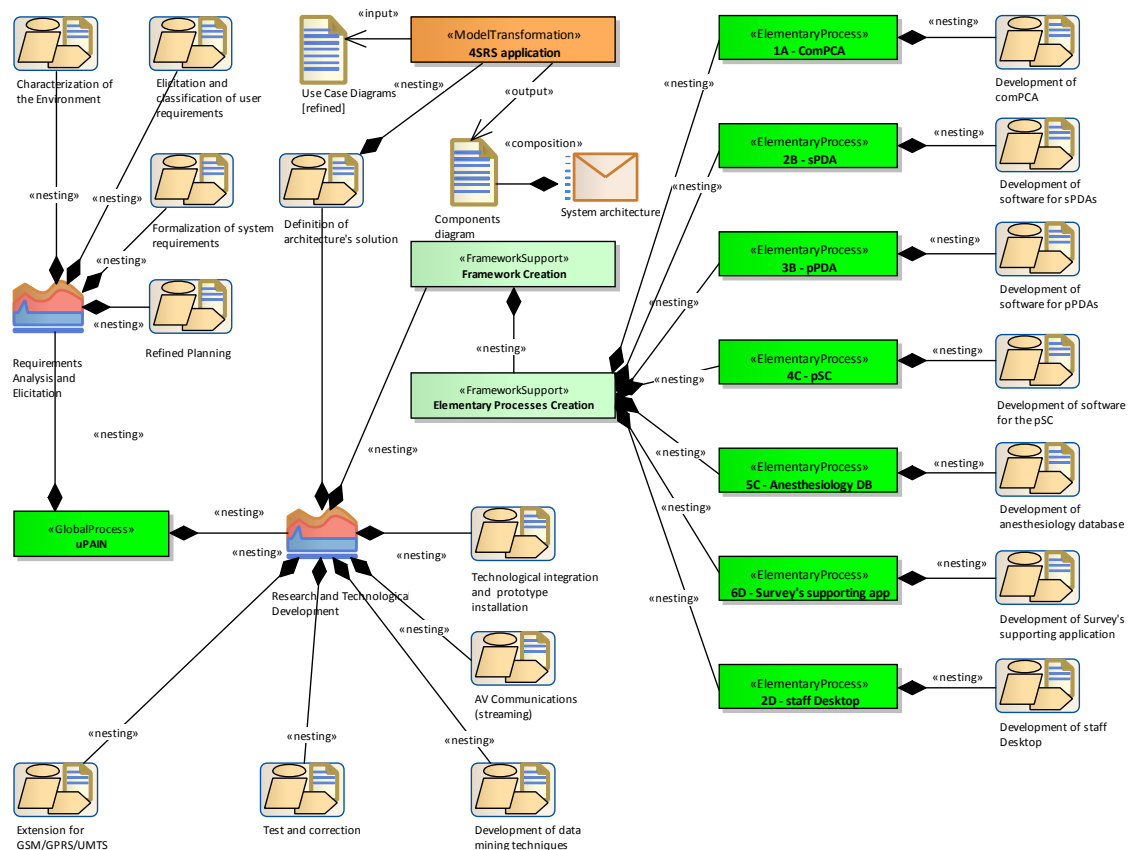 «input»
«ModelTransformation»
4SRS application
«ElementaryProcess»
1A - ComPCA
«nesting»
Characterization of
the Environment
Elicitation and
classification of user
requirements
Use Case Diagrams
[refined]
«nesting»
«output»
«nesting»
Development of
comPCA
«composition»
«ElementaryProcess»
2B - sPDA
«nesting»
«nesting»
«nesting»
«nesting»
Formalization of system
requirements
Definition of
architecture's solution
Components
diagram
System architecture
«nesting»
Development of
software for sPDAs
«nesting»
«FrameworkSupport»
Framework Creation
«ElementaryProcess»
3B - pPDA
«nesting»
«nesting»
Development of
software for pPDAs
«nesting»
Refined Planning
«nesting»
«ElementaryProcess»
4C - pSC
«nesting»
«nesting»
Requirements
Analysis and
Elicitation
«FrameworkSupport»
Elementary Processes Creation
Development of software
for the pSC
«nesting»
«nesting»
«nesting»
«ElementaryProcess»
5C - Anesthesiology DB
«nesting»
«nesting»
Development of
anesthesiology database
«GlobalProcess»
uPAIN
«nesting»
«nesting»
«nesting»
Technological integration
and prototype
installation
Research and Technologica
Development
«nesting»
«ElementaryProcess»
6D - Survey's supporting app
«nesting»
«nesting»
Development of Survey's
supporting application
«nesting»
AV Communications
(streaming)
«ElementaryProcess»
2D - staff Desktop
«nesting»
Development of staff
Desktop
«nesting»
«nesting»
«nesting»
Extension for
GSM/GPRS/UMTS
Test and correction
Development of data
mining techniques